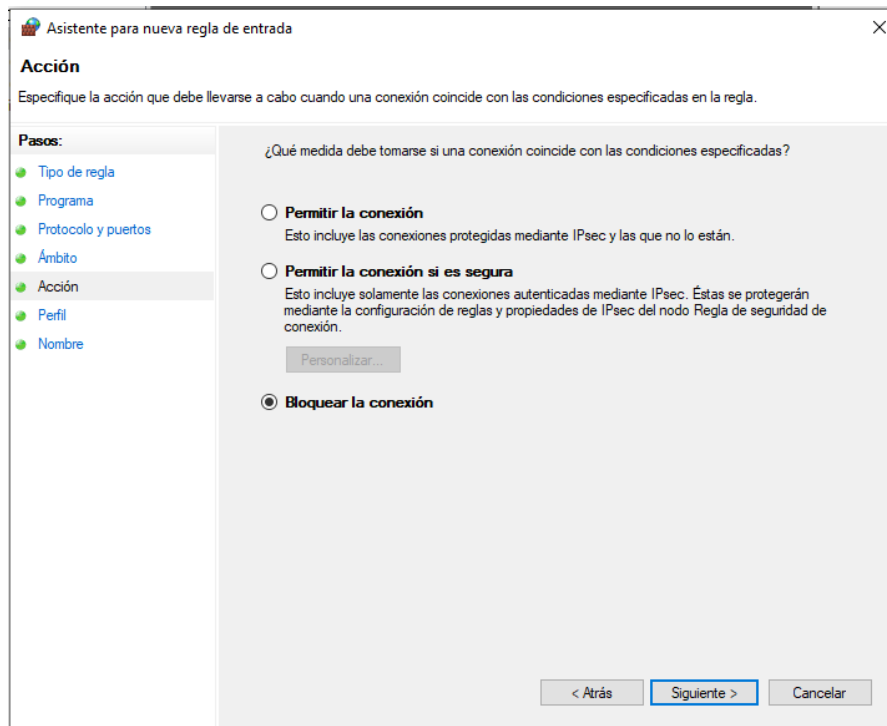 Asistente para nueva regla de entrada
Acción
Especifique la acción que debe llevarse a cabo cuando una conexión coincide con las condiciones especificadas en la regla.
Pasos:
Tipo de regla
Programa
Protocolo y puertos
Ámbito
Acción
Perfil
Nombre
¿Qué medida debe tomarse si una conexión coincide con las condiciones especificadas?
Permitir la conexión
Esto incluye las conexiones protegidas mediante IPsec y las que no lo están.
Permitir la conexión si es segura
Esto incluye solamente las conexiones autenticadas mediante IPsec. Éstas se protegerán
mediante la configuración de reglas y propiedades de IPsec del nodo Regla de seguridad de
conexión.
Personalizar...
Bloquear la conexión
< Atrás
Siguiente >
Cancelar